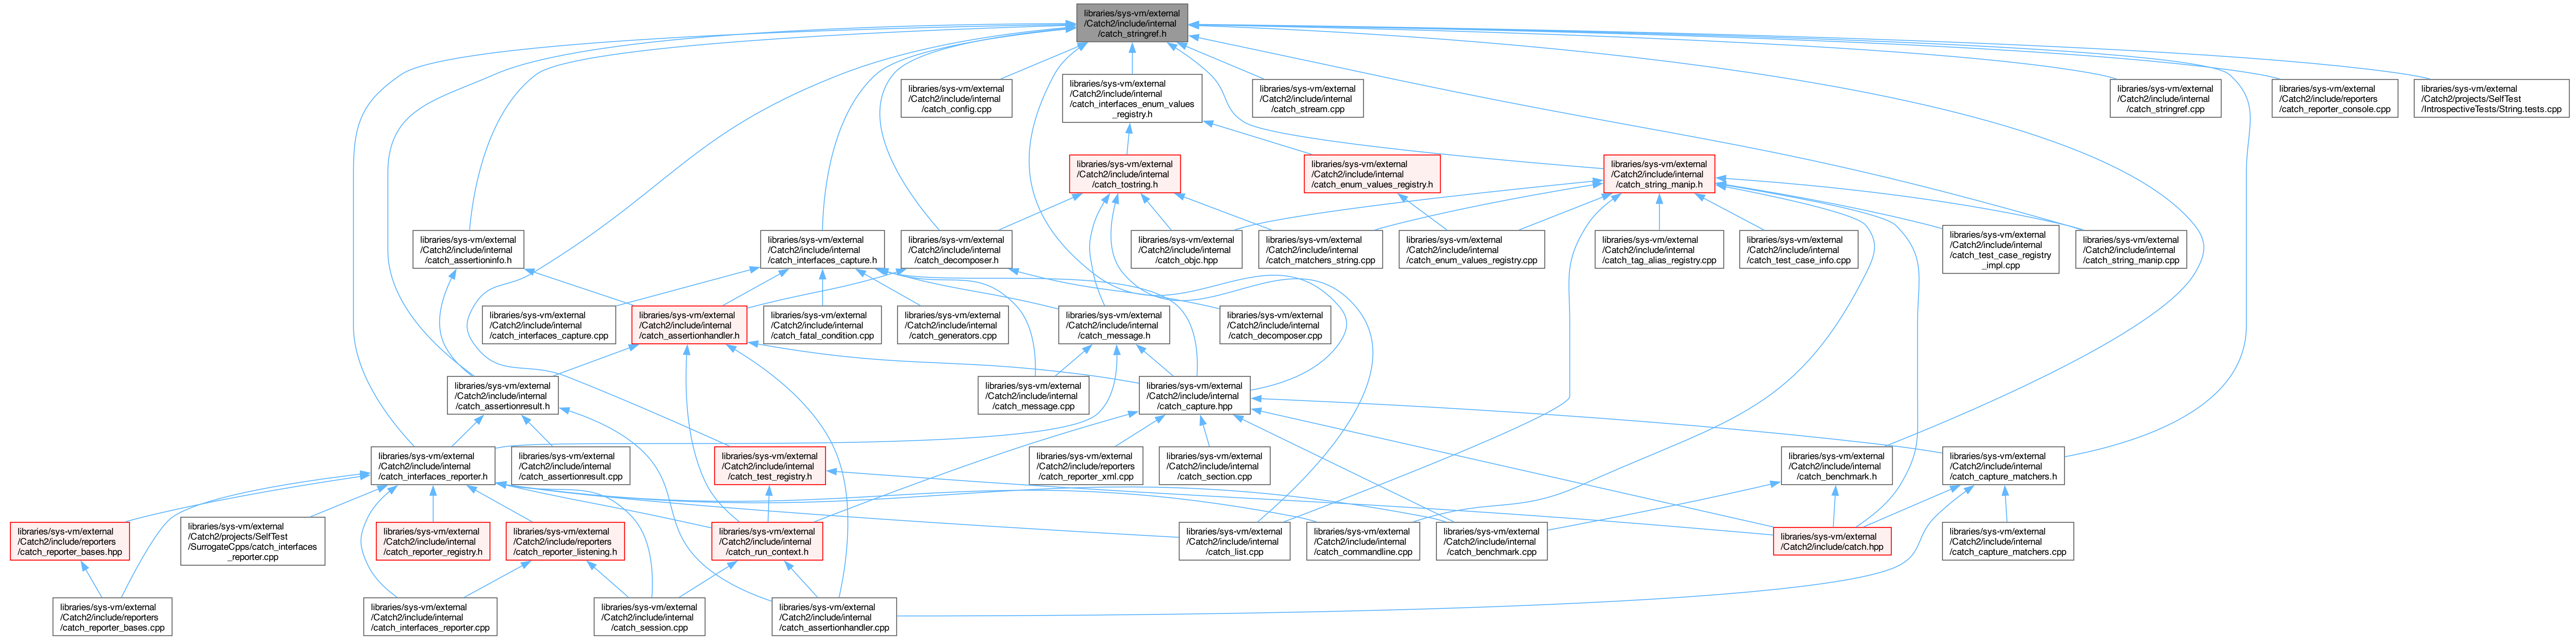 libraries/sys-vm/external
/Catch2/include/internal
/catch_stringref.h
libraries/sys-vm/external
/Catch2/include/internal
/catch_config.cpp
libraries/sys-vm/external
/Catch2/include/internal
/catch_interfaces_enum_values
_registry.h
libraries/sys-vm/external
/Catch2/include/internal
/catch_stream.cpp
libraries/sys-vm/external
/Catch2/include/internal
/catch_stringref.cpp
libraries/sys-vm/external
/Catch2/include/reporters
/catch_reporter_console.cpp
libraries/sys-vm/external
/Catch2/projects/SelfTest
/IntrospectiveTests/String.tests.cpp
libraries/sys-vm/external
/Catch2/include/internal
/catch_tostring.h
libraries/sys-vm/external
/Catch2/include/internal
/catch_enum_values_registry.h
libraries/sys-vm/external
/Catch2/include/internal
/catch_string_manip.h
libraries/sys-vm/external
/Catch2/include/internal
/catch_assertioninfo.h
libraries/sys-vm/external
/Catch2/include/internal
/catch_interfaces_capture.h
libraries/sys-vm/external
/Catch2/include/internal
/catch_decomposer.h
libraries/sys-vm/external
/Catch2/include/internal
/catch_objc.hpp
libraries/sys-vm/external
/Catch2/include/internal
/catch_matchers_string.cpp
libraries/sys-vm/external
/Catch2/include/internal
/catch_enum_values_registry.cpp
libraries/sys-vm/external
/Catch2/include/internal
/catch_tag_alias_registry.cpp
libraries/sys-vm/external
/Catch2/include/internal
/catch_test_case_info.cpp
libraries/sys-vm/external
/Catch2/include/internal
/catch_test_case_registry
_impl.cpp
libraries/sys-vm/external
/Catch2/include/internal
/catch_string_manip.cpp
libraries/sys-vm/external
/Catch2/include/internal
/catch_interfaces_capture.cpp
libraries/sys-vm/external
/Catch2/include/internal
/catch_assertionhandler.h
libraries/sys-vm/external
/Catch2/include/internal
/catch_fatal_condition.cpp
libraries/sys-vm/external
/Catch2/include/internal
/catch_generators.cpp
libraries/sys-vm/external
/Catch2/include/internal
/catch_message.h
libraries/sys-vm/external
/Catch2/include/internal
/catch_decomposer.cpp
libraries/sys-vm/external
/Catch2/include/internal
/catch_assertionresult.h
libraries/sys-vm/external
/Catch2/include/internal
/catch_message.cpp
libraries/sys-vm/external
/Catch2/include/internal
/catch_capture.hpp
libraries/sys-vm/external
/Catch2/include/internal
/catch_interfaces_reporter.h
libraries/sys-vm/external
/Catch2/include/internal
/catch_assertionresult.cpp
libraries/sys-vm/external
/Catch2/include/internal
/catch_test_registry.h
libraries/sys-vm/external
/Catch2/include/reporters
/catch_reporter_xml.cpp
libraries/sys-vm/external
/Catch2/include/internal
/catch_section.cpp
libraries/sys-vm/external
/Catch2/include/internal
/catch_benchmark.h
libraries/sys-vm/external
/Catch2/include/internal
/catch_capture_matchers.h
libraries/sys-vm/external
/Catch2/include/reporters
/catch_reporter_bases.hpp
libraries/sys-vm/external
/Catch2/projects/SelfTest
/SurrogateCpps/catch_interfaces
_reporter.cpp
libraries/sys-vm/external
/Catch2/include/internal
/catch_reporter_registry.h
libraries/sys-vm/external
/Catch2/include/reporters
/catch_reporter_listening.h
libraries/sys-vm/external
/Catch2/include/internal
/catch_run_context.h
libraries/sys-vm/external
/Catch2/include/internal
/catch_list.cpp
libraries/sys-vm/external
/Catch2/include/internal
/catch_commandline.cpp
libraries/sys-vm/external
/Catch2/include/internal
/catch_benchmark.cpp
libraries/sys-vm/external
/Catch2/include/catch.hpp
libraries/sys-vm/external
/Catch2/include/internal
/catch_capture_matchers.cpp
libraries/sys-vm/external
/Catch2/include/reporters
/catch_reporter_bases.cpp
libraries/sys-vm/external
/Catch2/include/internal
/catch_interfaces_reporter.cpp
libraries/sys-vm/external
/Catch2/include/internal
/catch_session.cpp
libraries/sys-vm/external
/Catch2/include/internal
/catch_assertionhandler.cpp